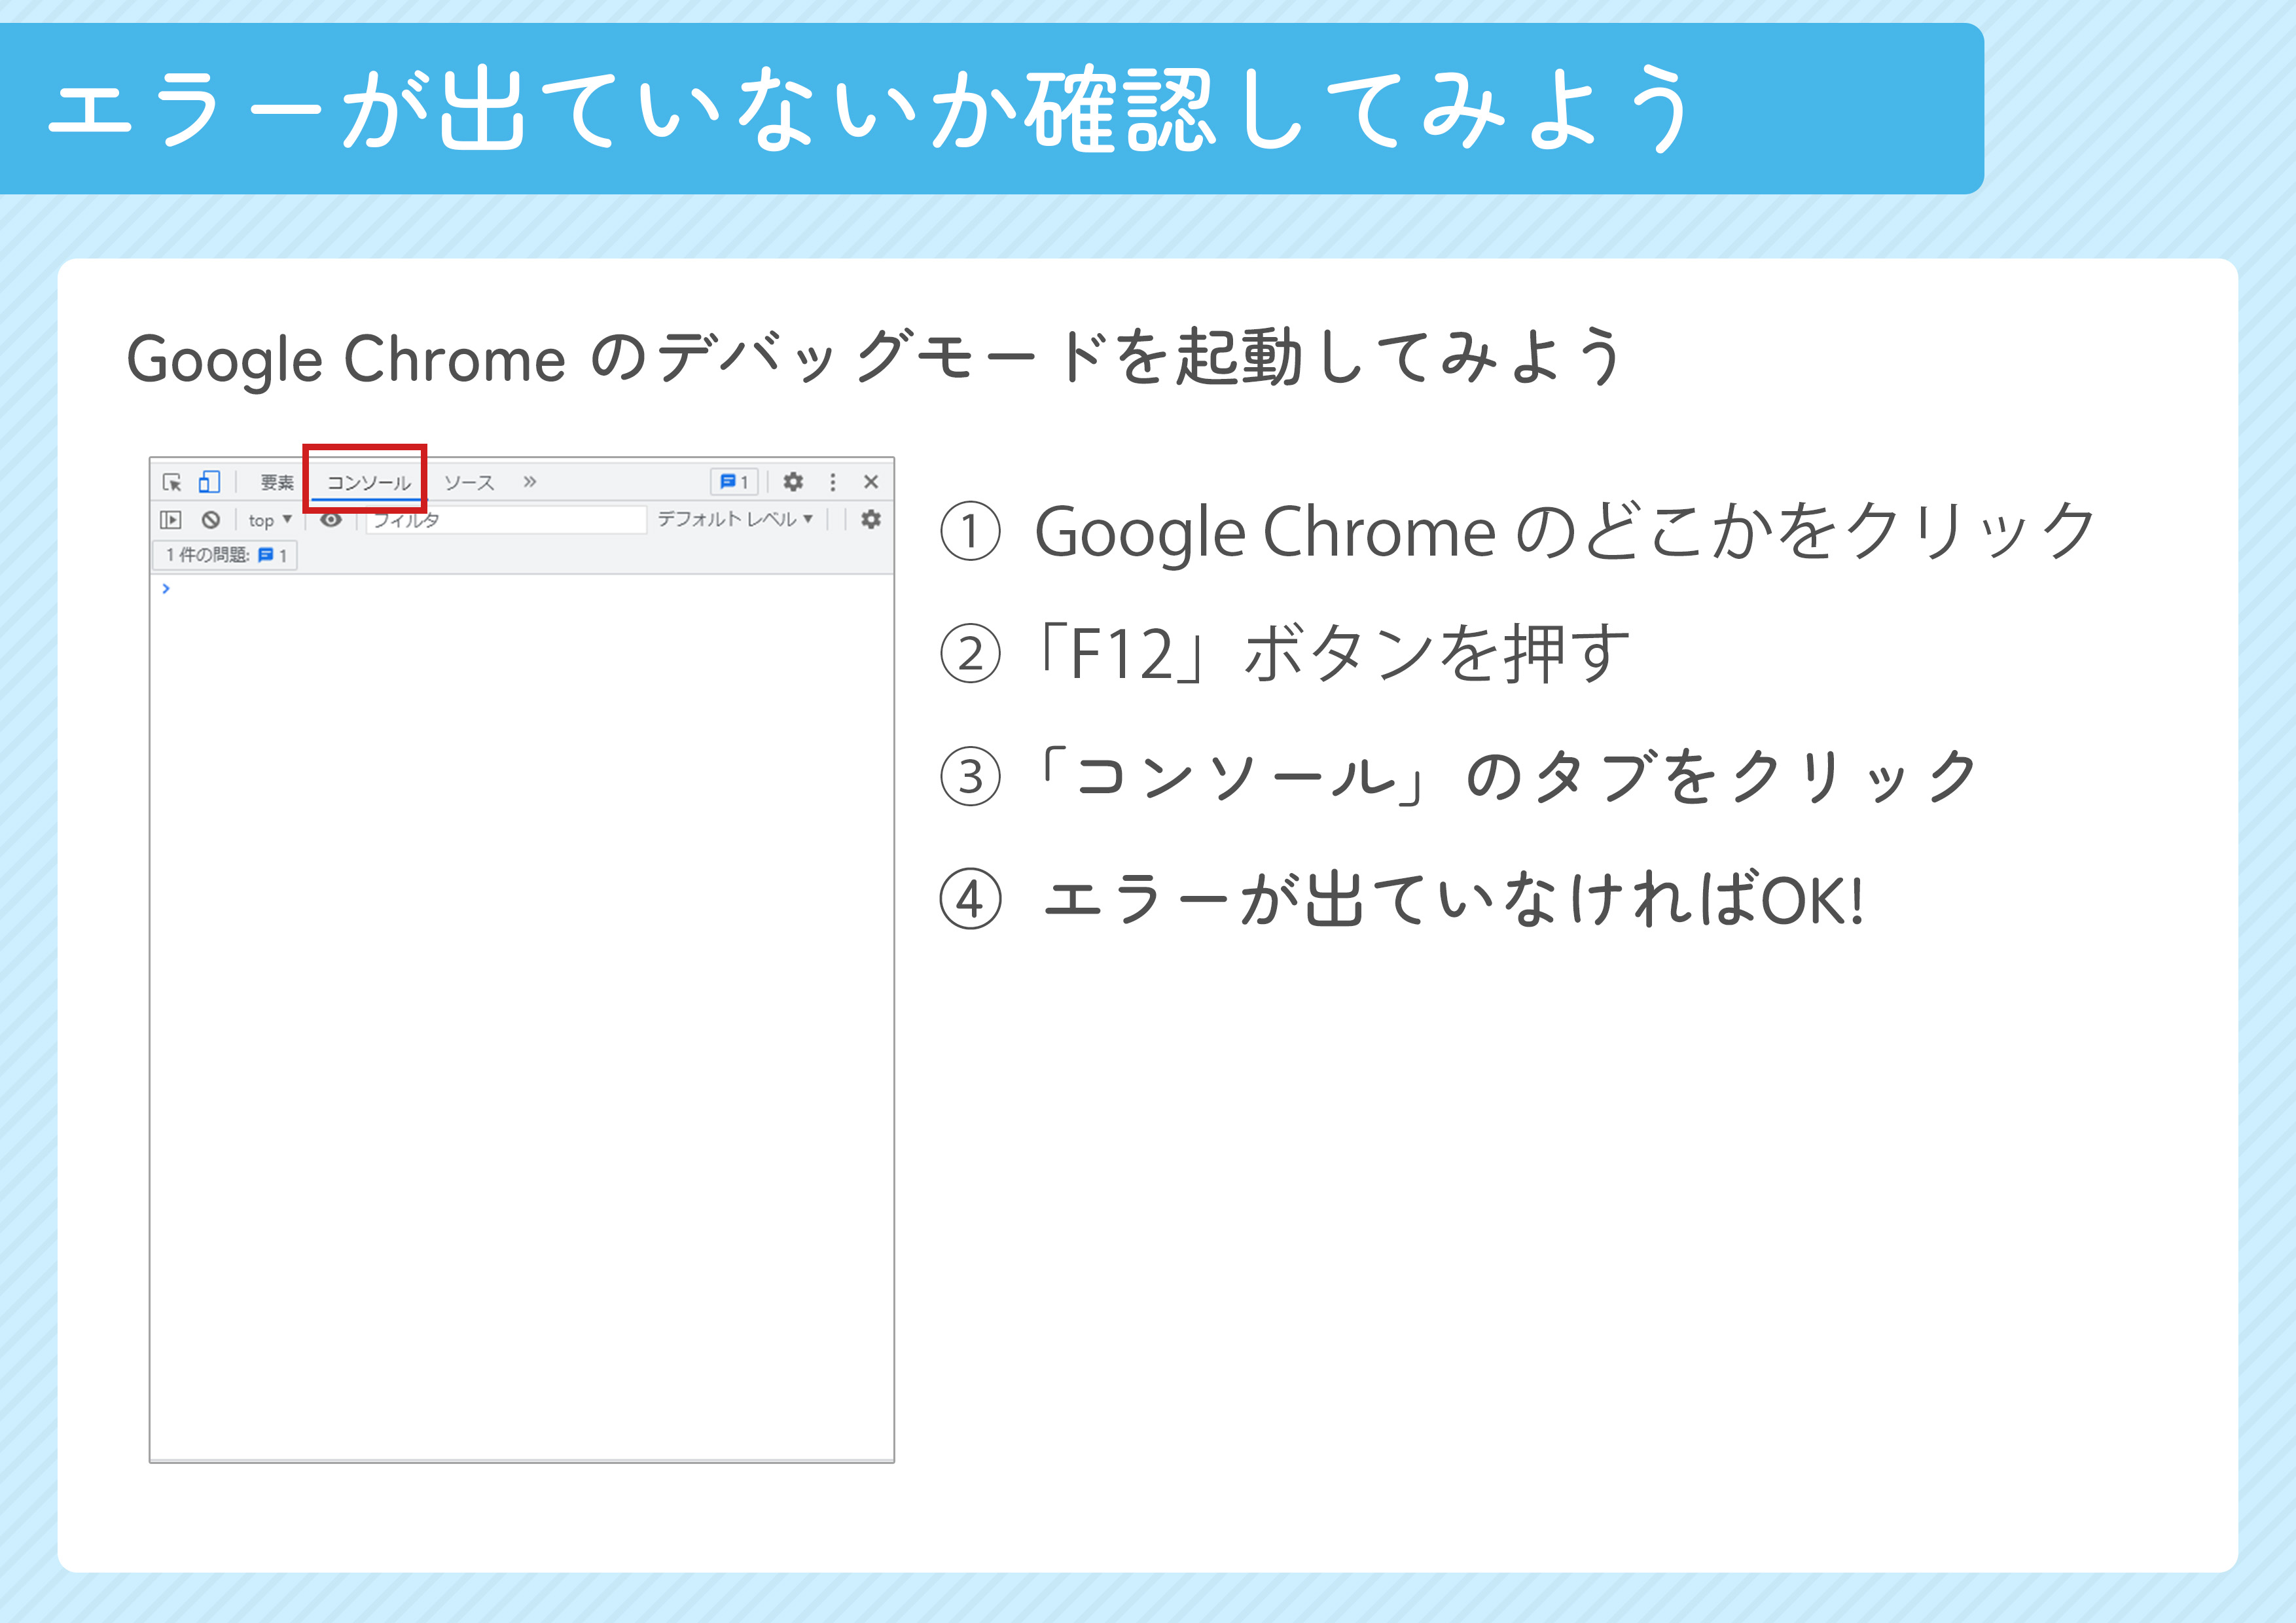 エラーが出ていないか確認してみよう
Google Chrome のデバッグモードを起動してみよう
要素 コンソール ソース » 1
top ▼ フィルタ デフォルト レベル ▼
1 件の問題: 1
›
① Google Chrome のどこかをクリック
②「F12」ボタンを押す
③「コンソール」のタブをクリック
④ エラーが出ていなければOK!